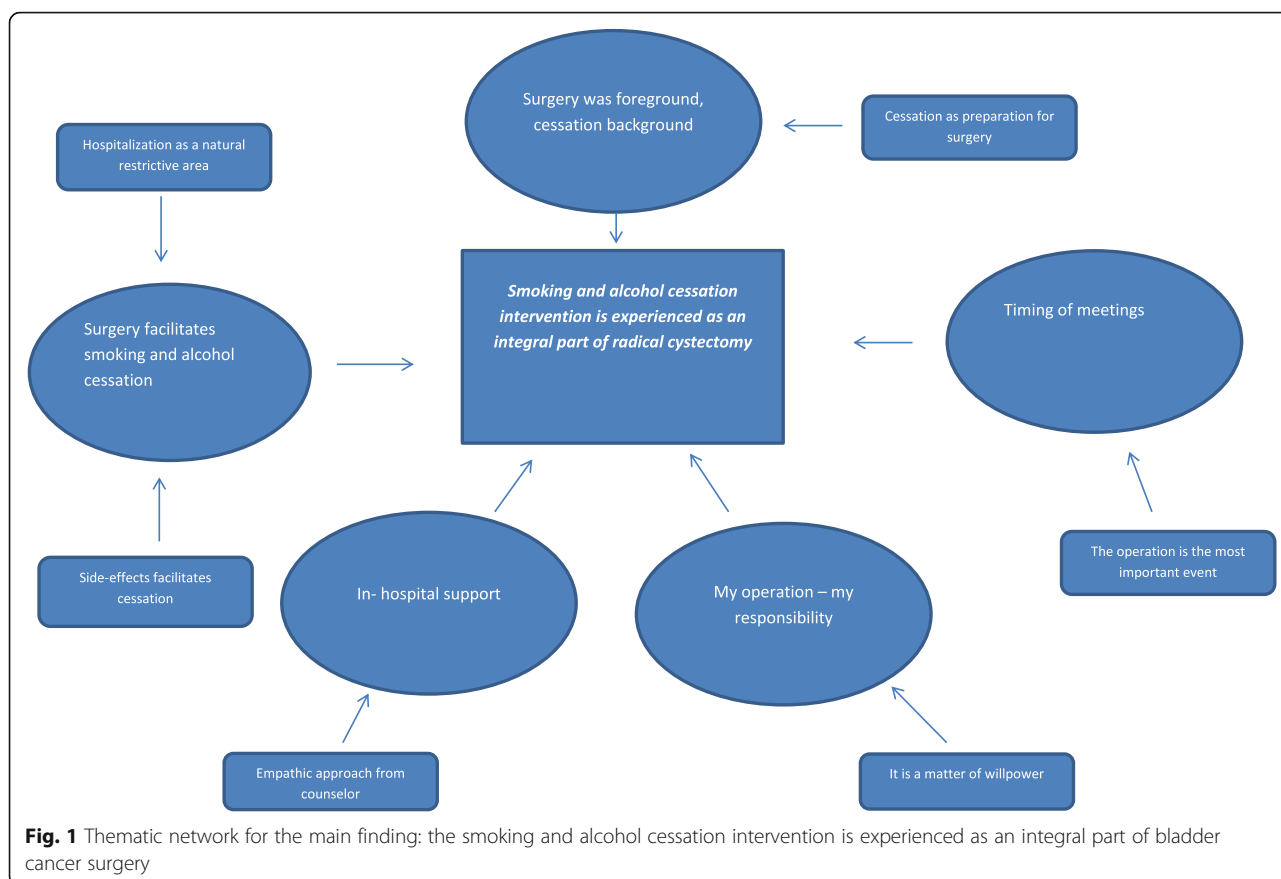 Surgery was foreground,
cessation background
Cessation as preparation for
surgery
Hospitalization as a natural
restrictive area
Smoking and alcohol cessation
intervention is experienced as an
integral part of radical cystectomy
Timing of meetings
Surgery facilitates
smoking and alcohol
cessation
Side-effects facilitates
cessation
In- hospital support
My operation – my
responsibility
The operation is the most
important event
Empathic approach from
counselor
It is a matter of willpower
Fig. 1 Thematic network for the main finding: the smoking and alcohol cessation intervention is experienced as an integral part of bladder
cancer surgery